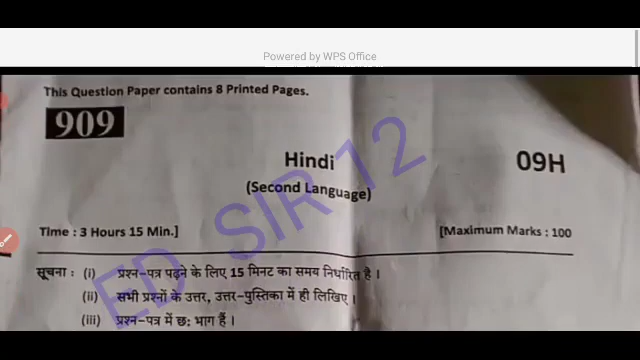 Powered by WPS Office
This Question Paper contains 8 Printed Pages.
909
Hindi
09H
(Second Language)
Time : 3 Hours 15 Min.]
[Maximum Marks : 100
सूचना : (i) प्रश्न-पत्र पढ़ने के लिए 15 मिनट का समय निर्धारित है ।
(ii) सभी प्रश्नों के उत्तर, उत्तर-पुस्तिका में ही लिखिए ।
(iii) प्रश्न-पत्र में छ: भाग हैं ।
ED SIR 12